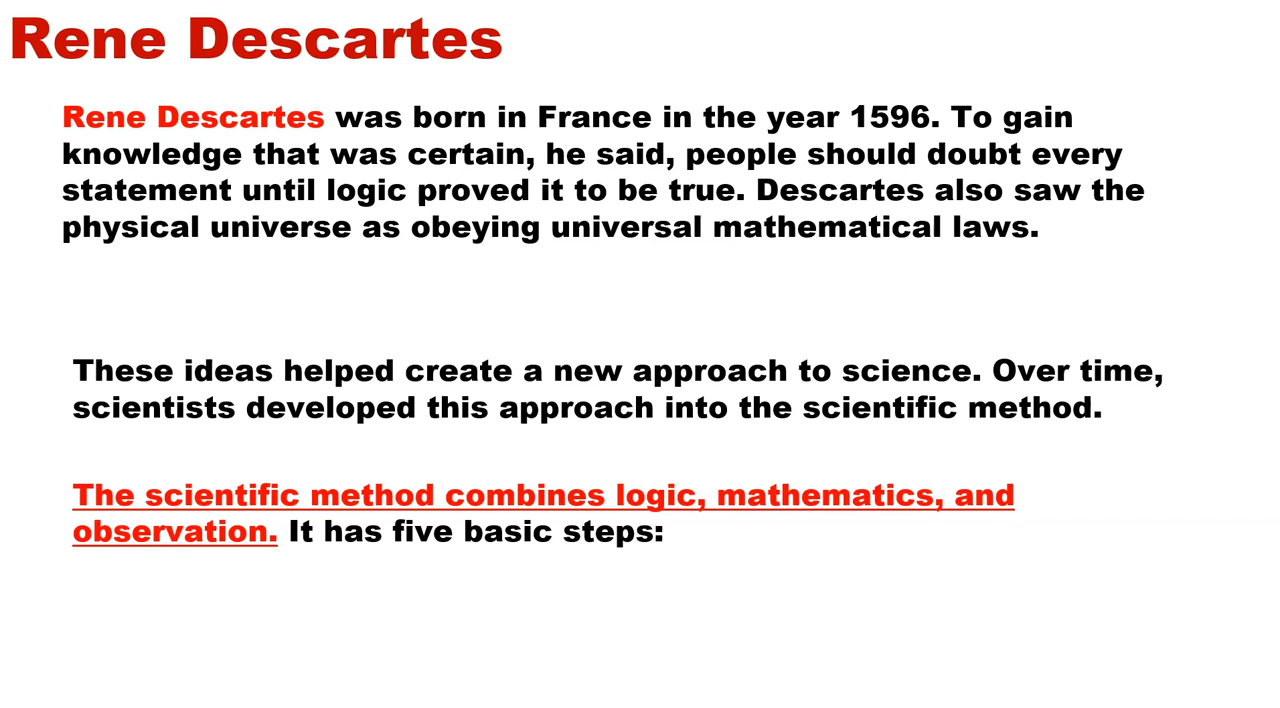 Rene Descartes
Rene Descartes was born in France in the year 1596. To gain
knowledge that was certain, he said, people should doubt every
statement until logic proved it to be true. Descartes also saw the
physical universe as obeying universal mathematical laws.
These ideas helped create a new approach to science. Over time,
scientists developed this approach into the scientific method.
The scientific method combines logic, mathematics, and
observation. It has five basic steps: